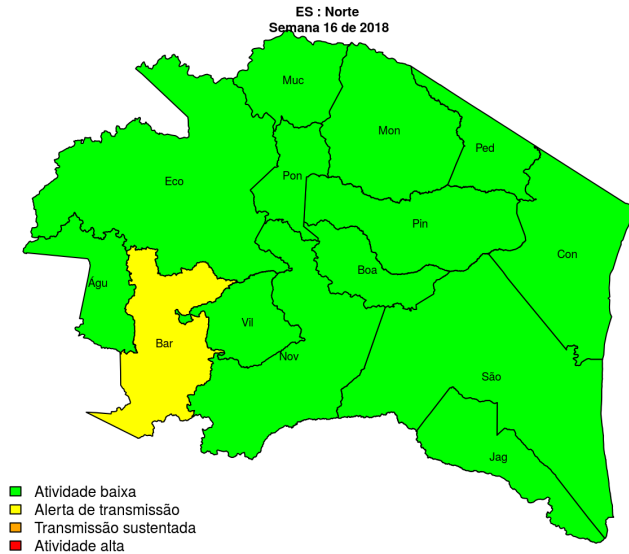 ES : Norte
Semana 16 de 2018
Muc
Mon
Ped
Eco
Pon
Pin
Con
Boa
Águ
Vil
Bar
Nov
São
Jag
Atividade baixa
Alerta de transmissão
Transmissão sustentada
Atividade alta